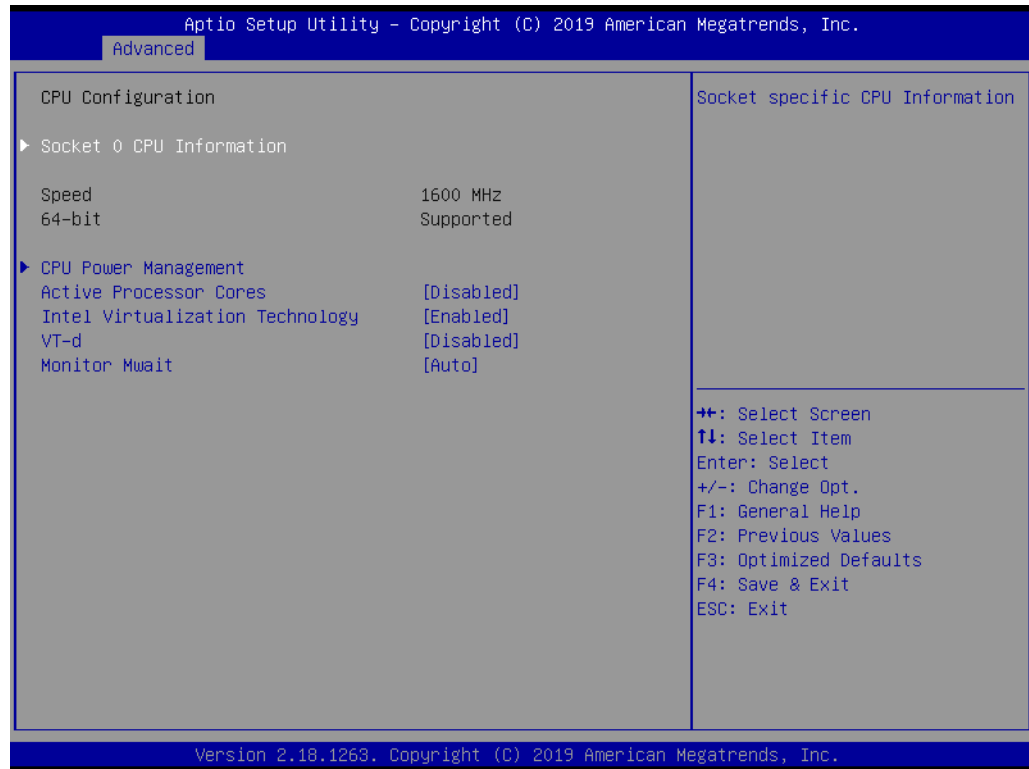 Aptio Setup Utility – Copyright (C) 2019 American Megatrends, Inc.
Advanced
CPU Configuration
Socket 0 CPU Information
Speed 1600 MHz
64-bit Supported
CPU Power Management
Active Processor Cores [Disabled]
Intel Virtualization Technology [Enabled]
VT-d [Disabled]
Monitor Mwait [Auto]
Socket specific CPU Information
→←: Select Screen
↑↓: Select Item
Enter: Select
+/-: Change Opt.
F1: General Help
F2: Previous Values
F3: Optimized Defaults
F4: Save & Exit
ESC: Exit
Version 2.18.1263. Copyright (C) 2019 American Megatrends, Inc.